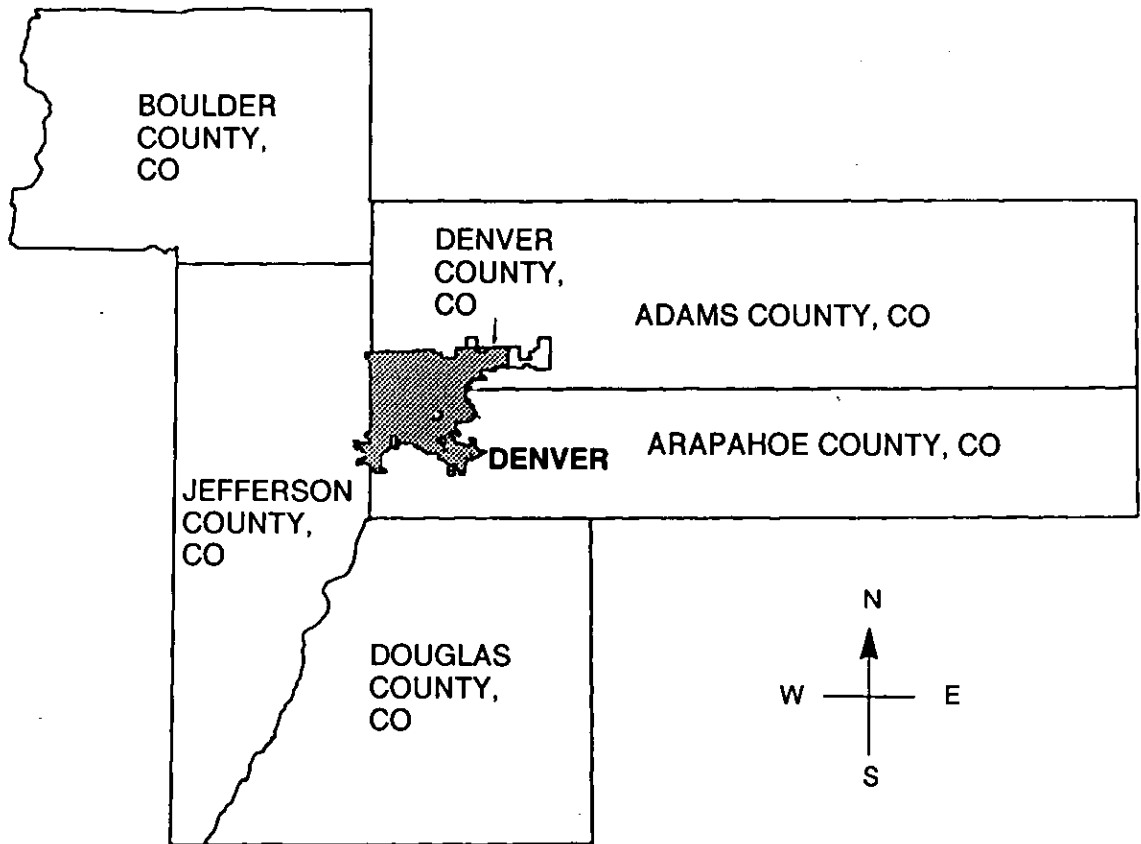 BOULDER
COUNTY,
CO
DENVER
COUNTY,
CO
ADAMS COUNTY, CO
ARAPAHOE COUNTY, CO
DENVER
JEFFERSON
COUNTY,
CO
DOUGLAS
COUNTY,
CO
N
W E
S